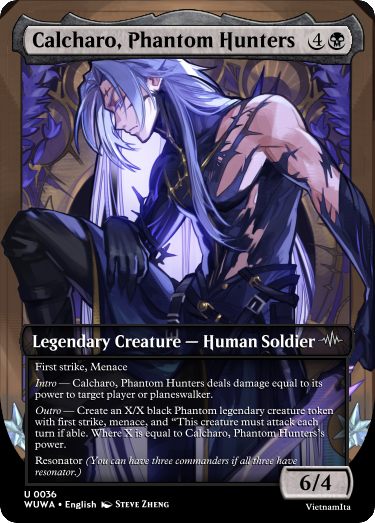 Calcharo, Phantom Hunters 4
Legendary Creature — Human Soldier
First strike, Menace
Intro — Calcharo, Phantom Hunters deals damage equal to its
power to target player or planeswalker.
Outro — Create an X/X black Phantom legendary creature token
with first strike, menace, and “This creature must attack each
turn if able. Where X is equal to Calcharo, Phantom Hunters's
power.
Resonator (You can have three commanders if all three have
resonator.)
6/4
U 0036
WUWA • English STEVE ZHENG
VietnamIta